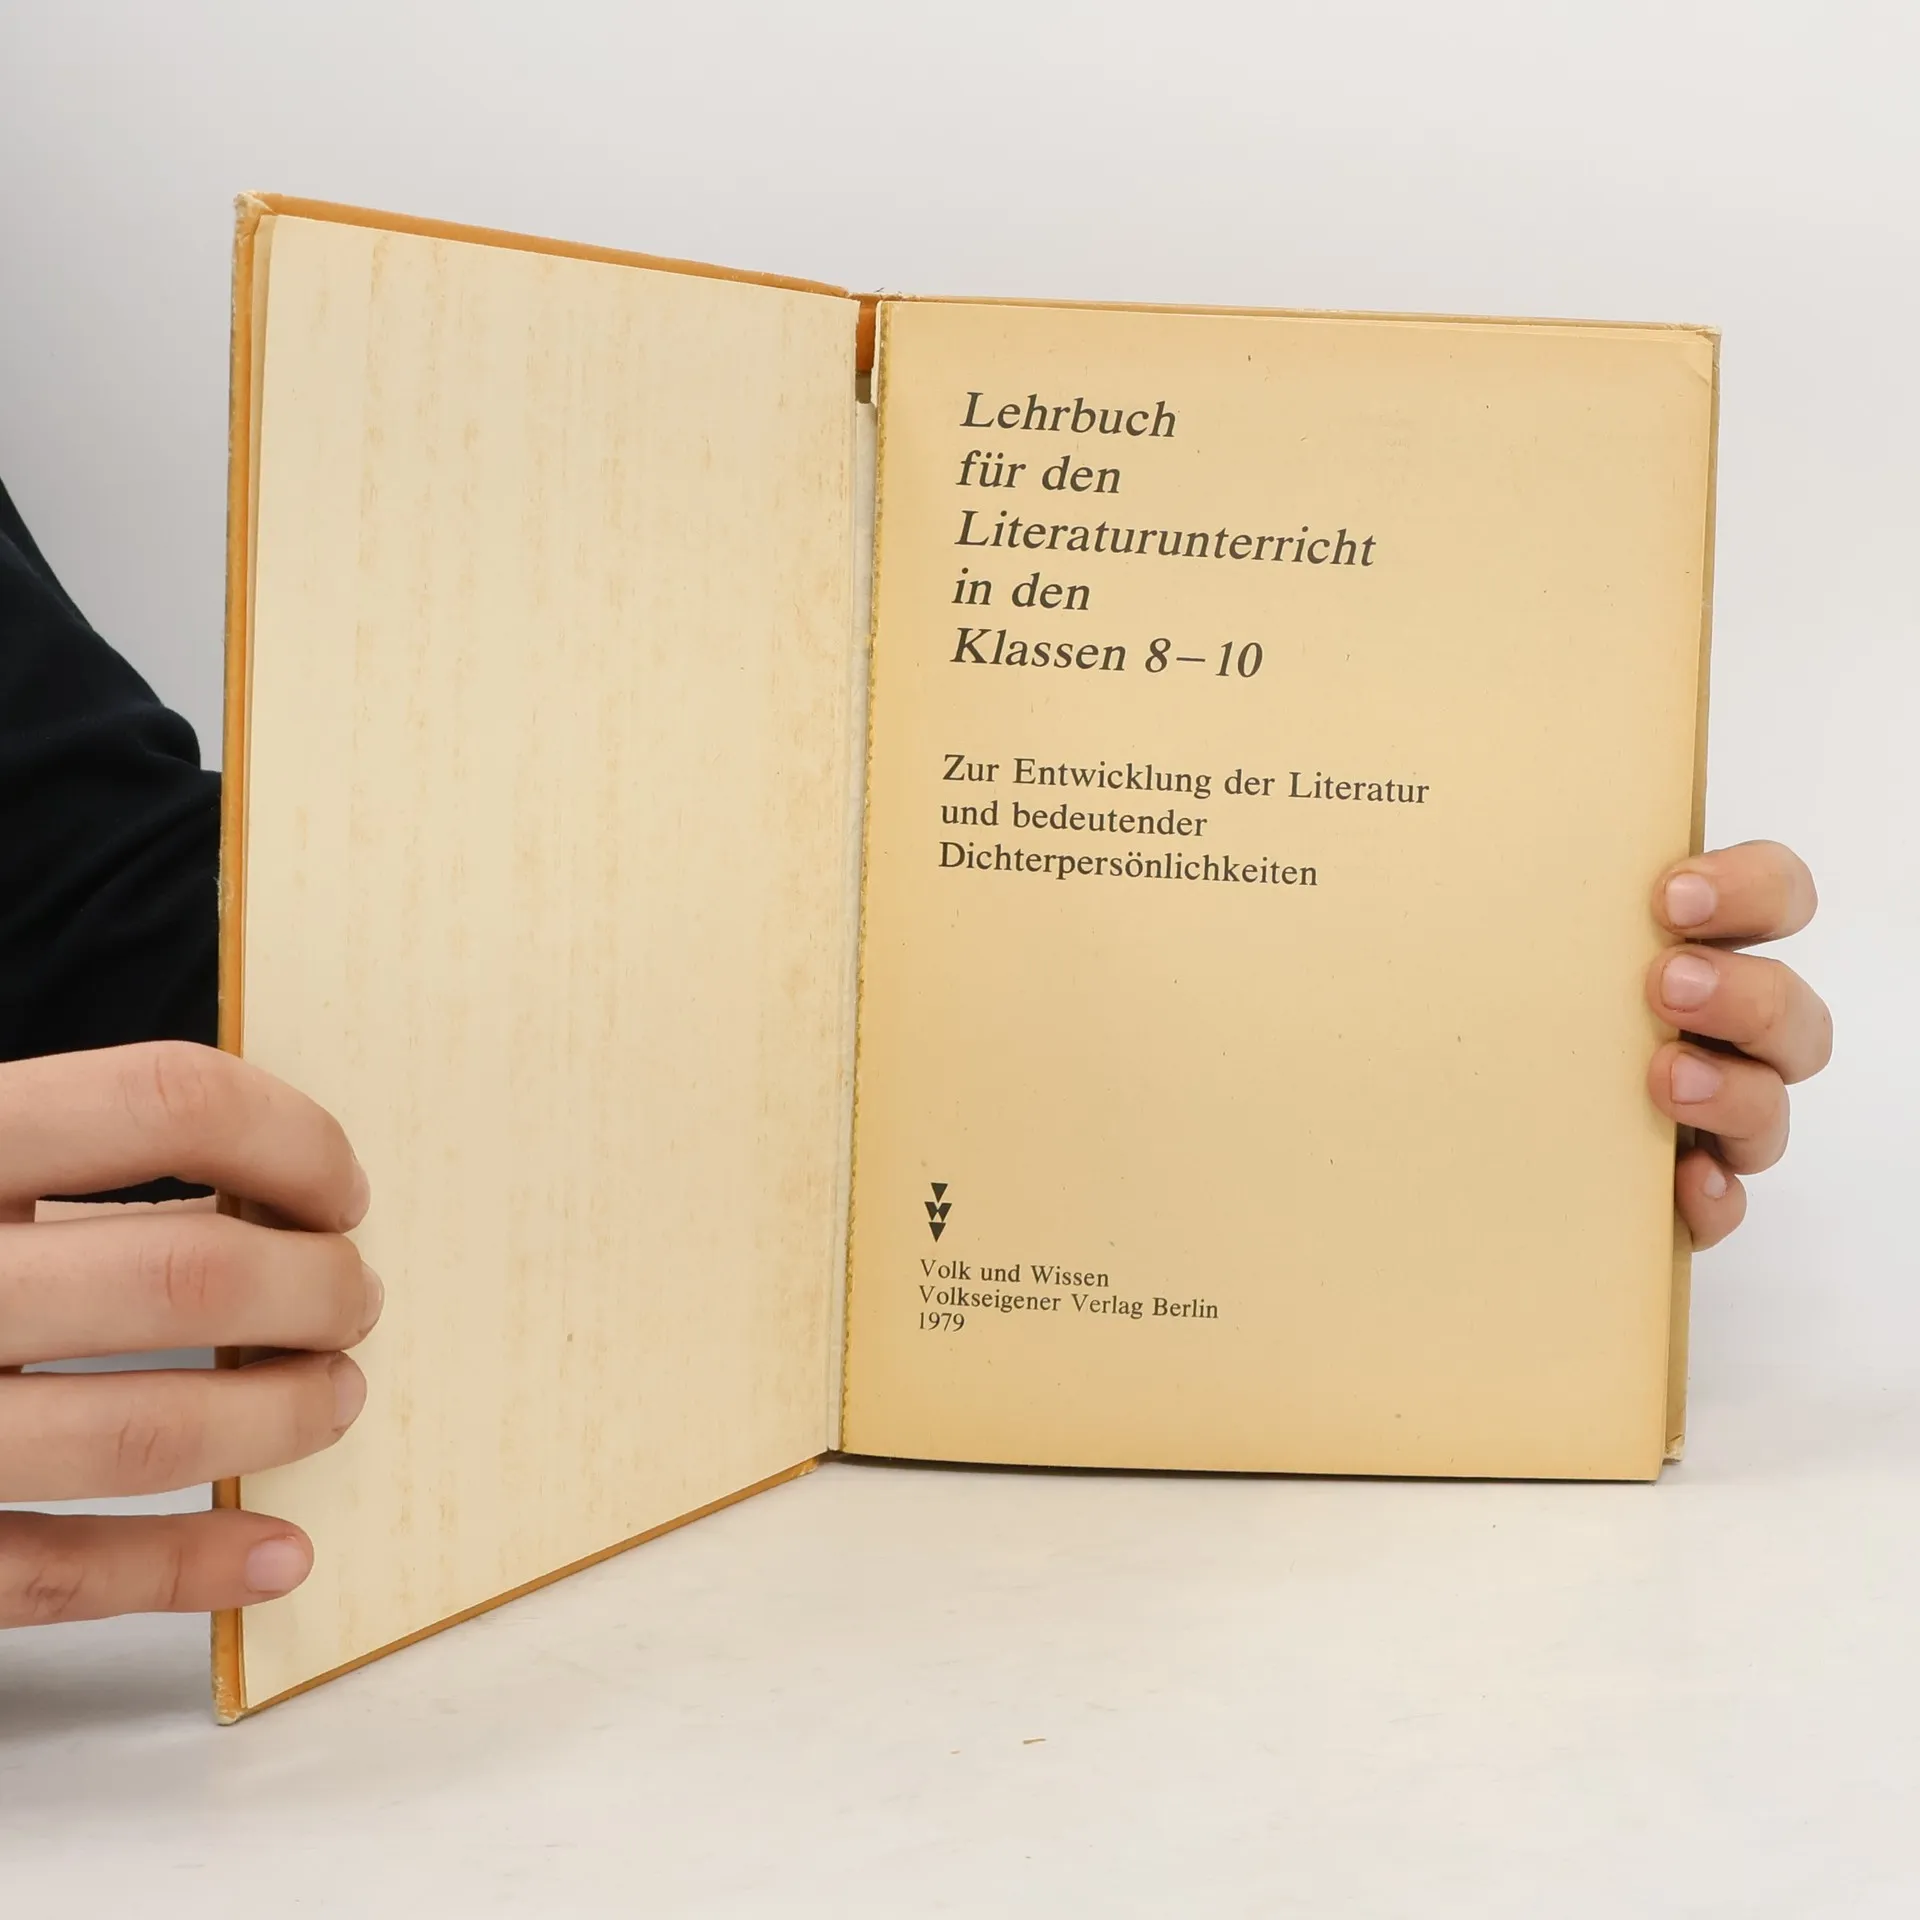 Lehrbuch
für den
Literaturunterricht
in den
Klassen 8–10
Zur Entwicklung der Literatur
und bedeutender
Dichterpersönlichkeiten
Volk und Wissen
Volkseigener Verlag Berlin
1979